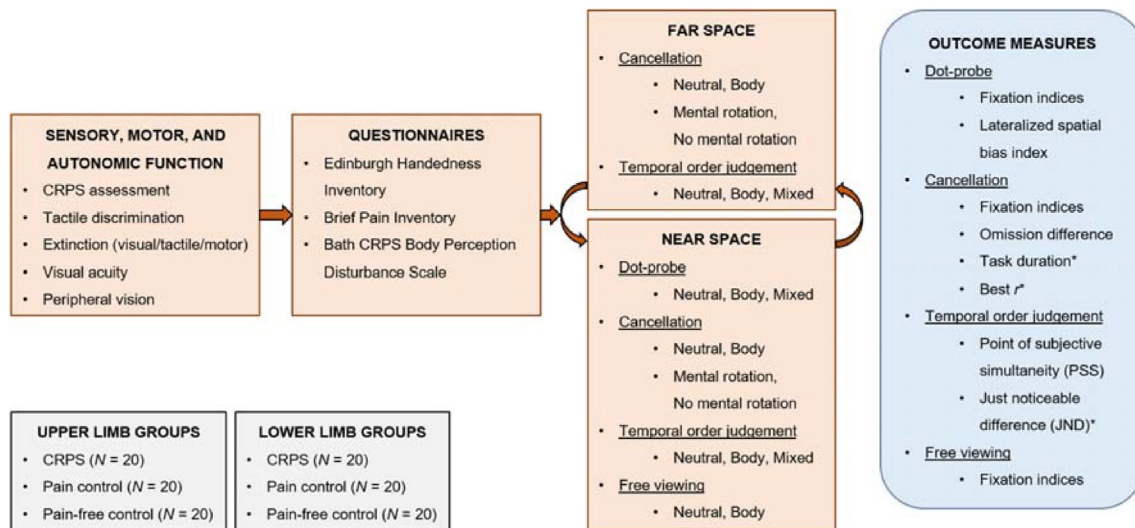 SENSORY, MOTOR, AND
AUTONOMIC FUNCTION
• CRPS assessment
• Tactile discrimination
• Extinction (visual/tactile/motor)
• Visual acuity
• Peripheral vision
QUESTIONNAIRES
• Edinburgh Handedness
Inventory
• Brief Pain Inventory
• Bath CRPS Body Perception
Disturbance Scale
FAR SPACE
• Cancellation
• Neutral, Body
• Mental rotation,
No mental rotation
• Temporal order judgement
• Neutral, Body, Mixed
NEAR SPACE
• Dot-probe
• Neutral, Body, Mixed
• Cancellation
• Neutral, Body
• Mental rotation,
No mental rotation
• Temporal order judgement
• Neutral, Body, Mixed
• Free viewing
• Neutral, Body
OUTCOME MEASURES
• Dot-probe
• Fixation indices
• Lateralized spatial
bias index
• Cancellation
• Fixation indices
• Omission difference
• Task duration*
• Best r*
• Temporal order judgement
• Point of subjective
simultaneity (PSS)
• Just noticeable
difference (JND)*
• Free viewing
• Fixation indices
UPPER LIMB GROUPS
• CRPS (N = 20)
• Pain control (N = 20)
• Pain-free control (N = 20)
LOWER LIMB GROUPS
• CRPS (N = 20)
• Pain control (N = 20)
• Pain-free control (N = 20)